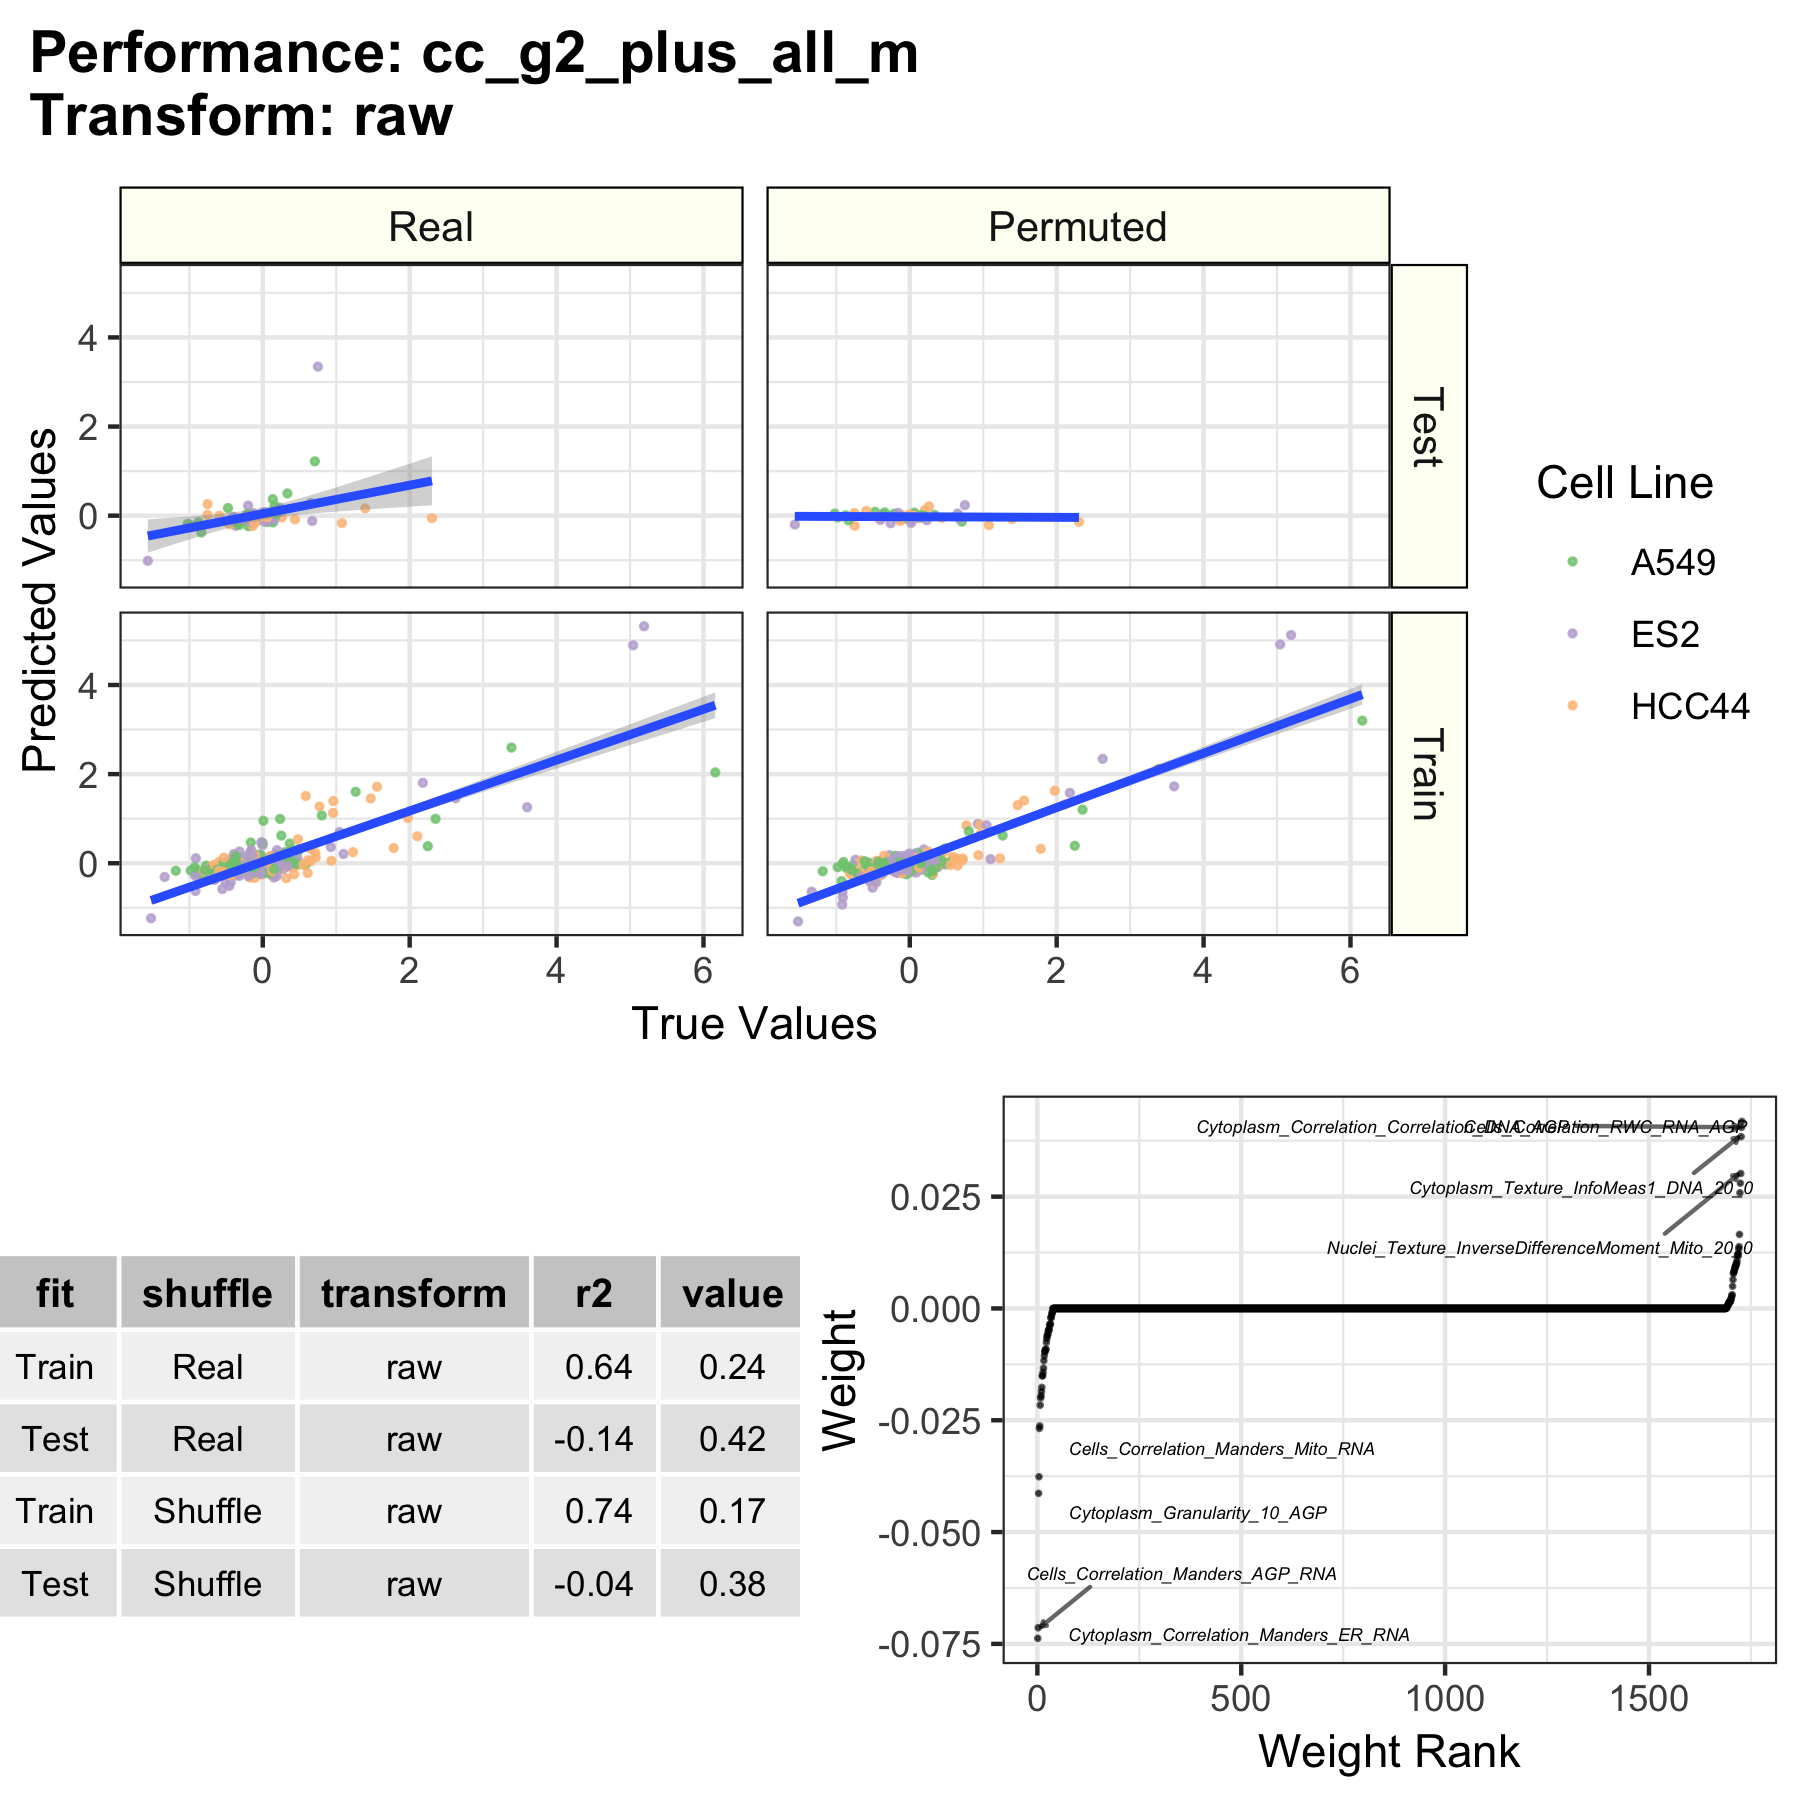 Performance: cc_g2_plus_all_m
Transform: raw
Real
Permuted
4
2
0
Test
4
2
0
Train
0
2
4
6
0
2
4
6
Predicted Values
True Values
Cell Line
A549
ES2
HCC44
fit shuffle transform r2 value
Train Real raw 0.64 0.24
Test Real raw -0.14 0.42
Train Shuffle raw 0.74 0.17
Test Shuffle raw -0.04 0.38
Weight
0.025
0.000
-0.025
-0.050
-0.075
Cytoplasm_Correlation_Correlation_DNA_AGP
Cells_Correlation_RWC_RNA_AGP
Cytoplasm_Texture_InfoMeas1_DNA_20_0
Nuclei_Texture_InverseDifferenceMoment_Mito_20_0
Cells_Correlation_Manders_Mito_RNA
Cytoplasm_Granularity_10_AGP
Cells_Correlation_Manders_AGP_RNA
Cytoplasm_Correlation_Manders_ER_RNA
0
500
1000
1500
Weight Rank